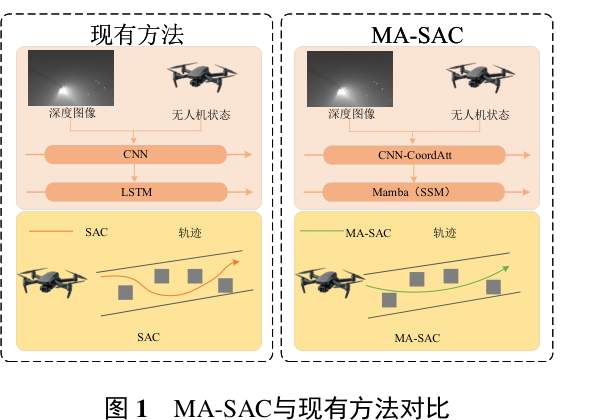 现有方法
深度图像
无人机状态
CNN
LSTM
SAC
轨迹
SAC
MA-SAC
深度图像
无人机状态
CNN-CoordAtt
Mamba（SSM）
MA-SAC
轨迹
MA-SAC
图 1 MA-SAC与现有方法对比